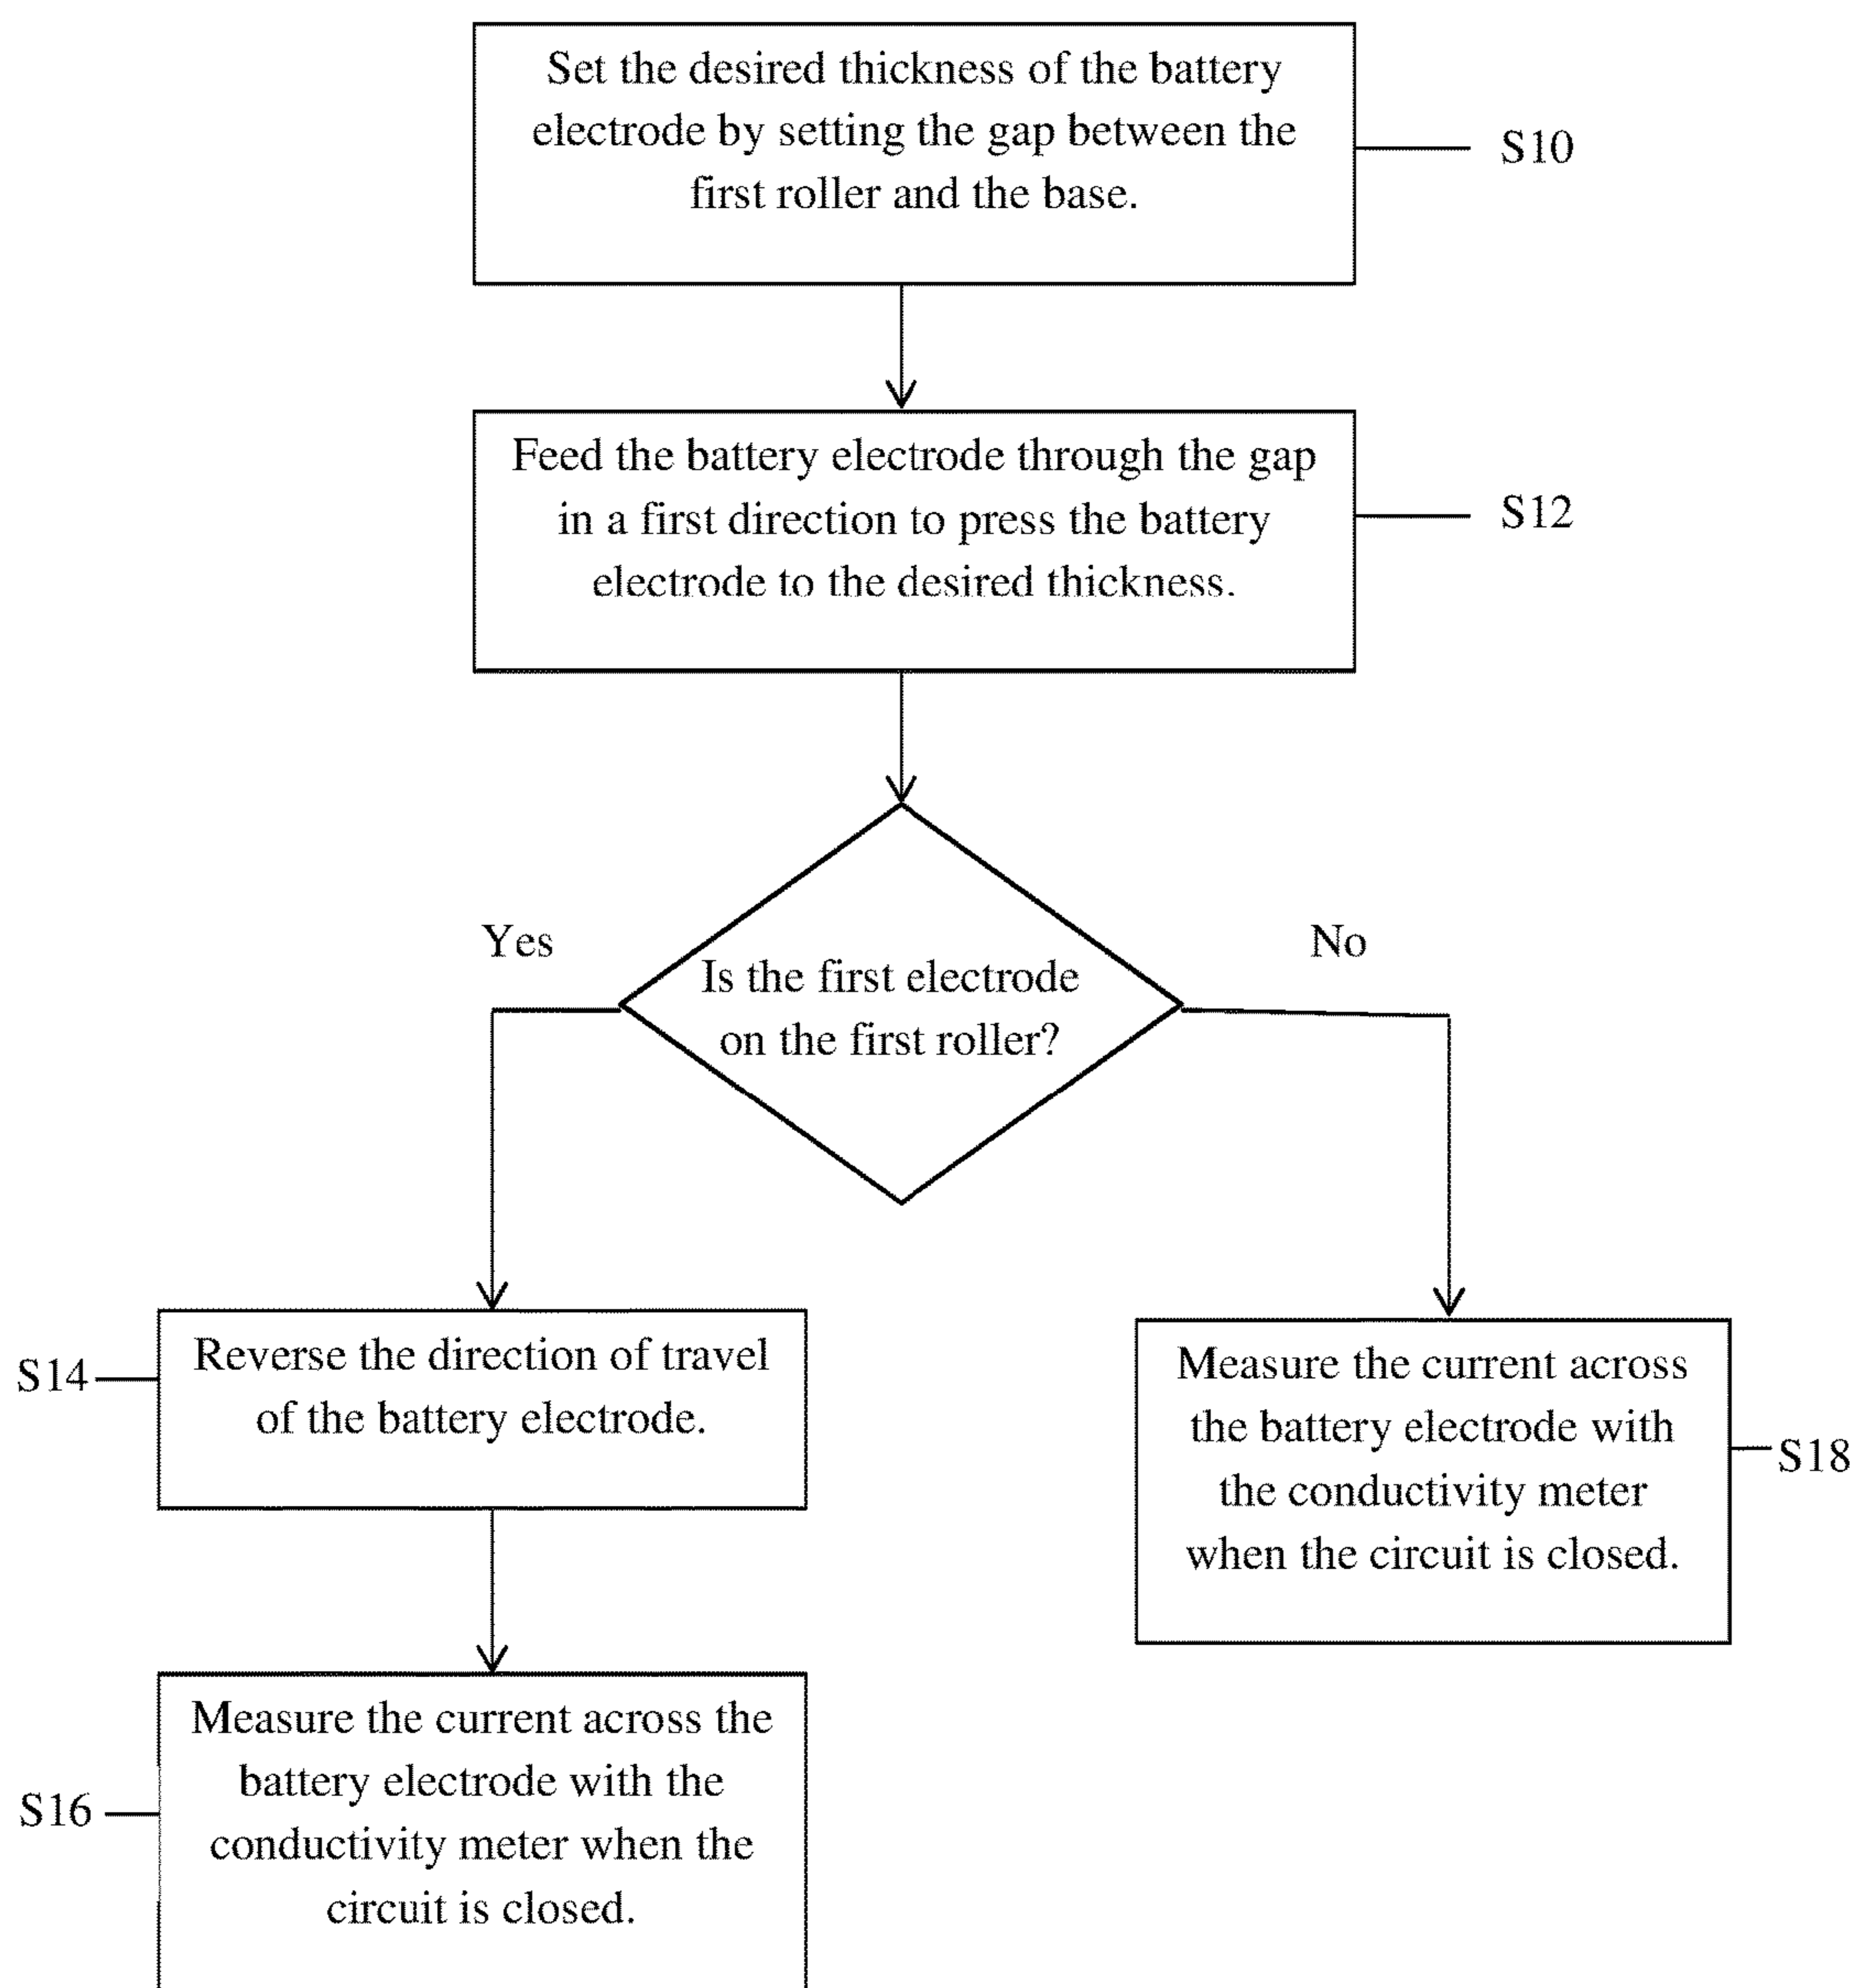 Set the desired thickness of the battery
electrode by setting the gap between the
first roller and the base.
S10
Feed the battery electrode through the gap
in a first direction to press the battery
electrode to the desired thickness.
S12
Is the first electrode
on the first roller?
Yes
No
S14
Reverse the direction of travel
of the battery electrode.
S16
Measure the current across the
battery electrode with the
conductivity meter when the
circuit is closed.
Measure the current across
the battery electrode with
the conductivity meter
when the circuit is closed.
S18